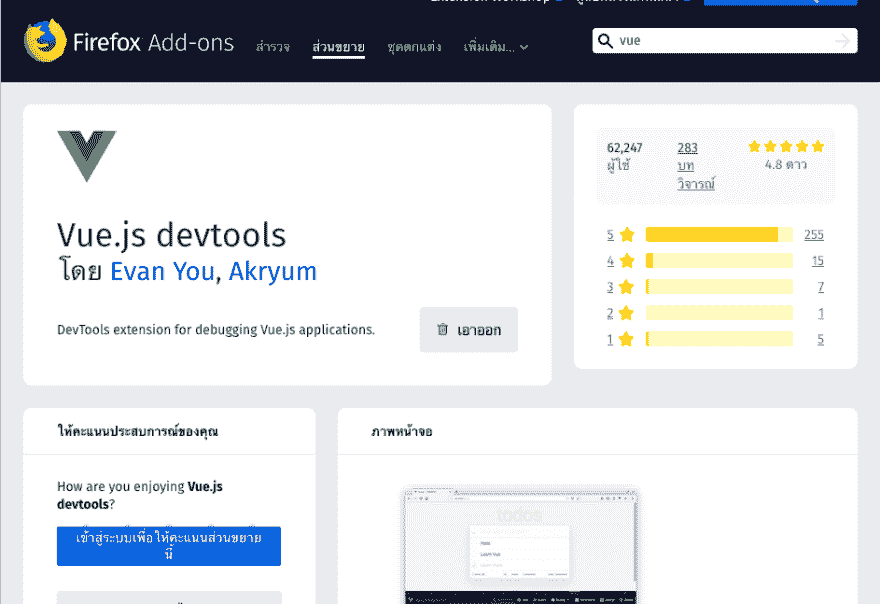 Firefox Add-ons
สำรวจ
ส่วนขยาย
ชุดตกแต่ง
เพิ่มเติม...
vue
Vue.js devtools
โดย Evan You, Akryum
DevTools extension for debugging Vue.js applications.
เอาออก
62,247
ผู้ใช้
283
บท
วิจารณ์
4.8 ดาว
5 255
4 15
3 7
2 1
1 5
ให้คะแนนประสบการณ์ของคุณ
How are you enjoying Vue.js
devtools?
เข้าสู่ระบบเพื่อให้คะแนนส่วนขยาย
นี้
ภาพหน้าจอ
todos